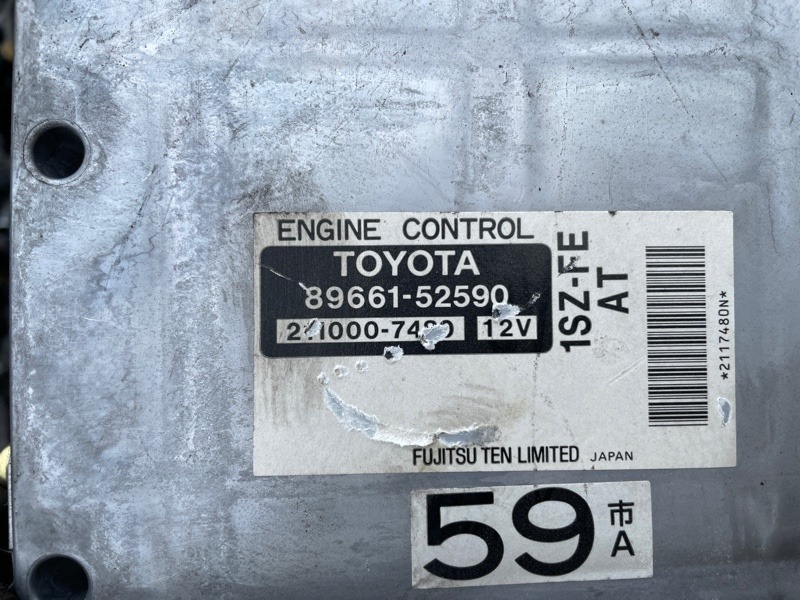 ENGINE CONTROL
TOYOTA
89661-52590
12V
1SZ-FE
AT
*2117480N*
FUJITSU TEN LIMITED JAPAN
59 市
A